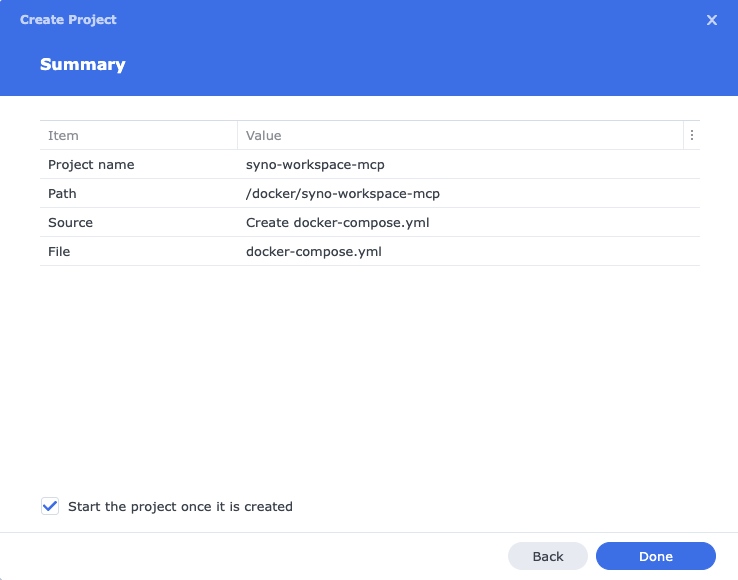 Create Project
Summary
Item Value
Project name syno-workspace-mcp
Path /docker/syno-workspace-mcp
Source Create docker-compose.yml
File docker-compose.yml
Start the project once it is created
Back Done